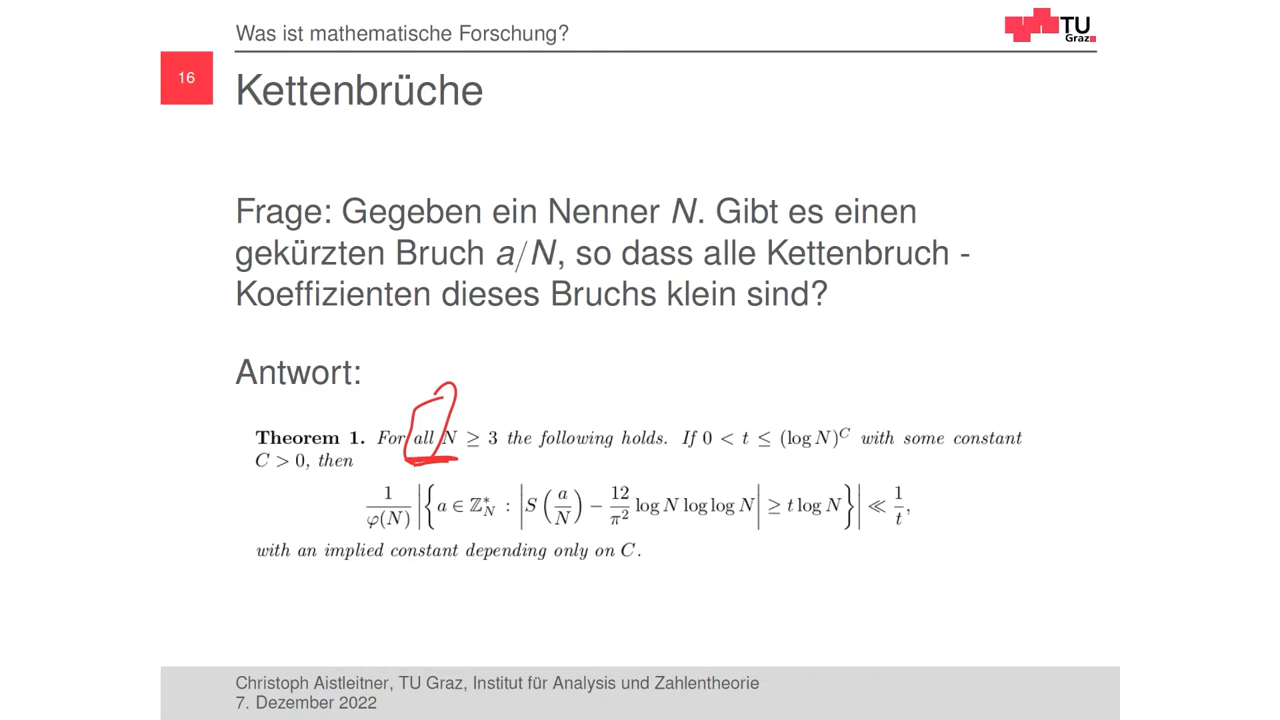 Was ist mathematische Forschung?
TU
Graz
16
Kettenbrüche
Frage: Gegeben ein Nenner N. Gibt es einen
gekürzten Bruch a/N, so dass alle Kettenbruch -
Koeffizienten dieses Bruchs klein sind?
Antwort:
Theorem 1. For all N ≥ 3 the following holds. If 0 < t ≤ (log N)^C with some constant
C > 0, then
1/φ(N) |{a ∈ ℤ*_N : |S(a/N) − 12/π² log N log log N| ≥ t log N}| ≪ 1/t,
with an implied constant depending only on C.
Christoph Aistleitner, TU Graz, Institut für Analysis und Zahlentheorie
7. Dezember 2022